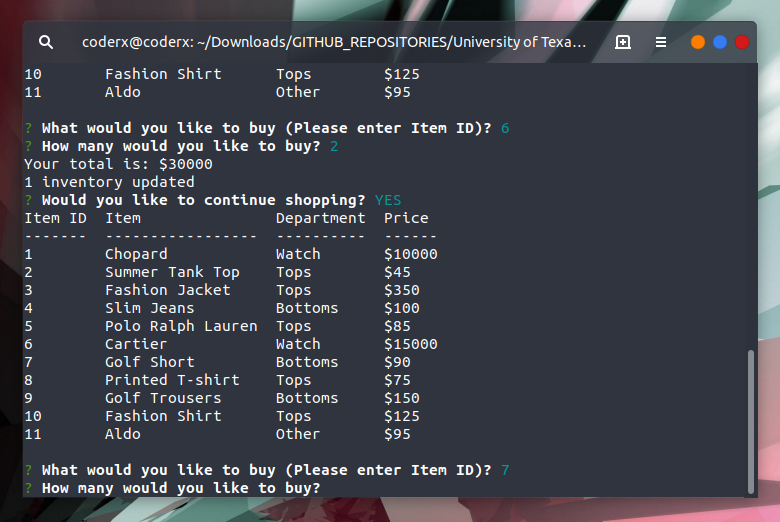 coderx@coderx: ~/Downloads/GITHUB_REPOSITORIES/University of Texa...
10 Fashion Shirt Tops $125
11 Aldo Other $95
? What would you like to buy (Please enter Item ID)? 6
? How many would you like to buy? 2
Your total is: $30000
1 inventory updated
? Would you like to continue shopping? YES
Item ID Item Department Price
------- ----------------- ---------- ------
1 Chopard Watch $10000
2 Summer Tank Top Tops $45
3 Fashion Jacket Tops $350
4 Slim Jeans Bottoms $100
5 Polo Ralph Lauren Tops $85
6 Cartier Watch $15000
7 Golf Short Bottoms $90
8 Printed T-shirt Tops $75
9 Golf Trousers Bottoms $150
10 Fashion Shirt Tops $125
11 Aldo Other $95
? What would you like to buy (Please enter Item ID)? 7
? How many would you like to buy?